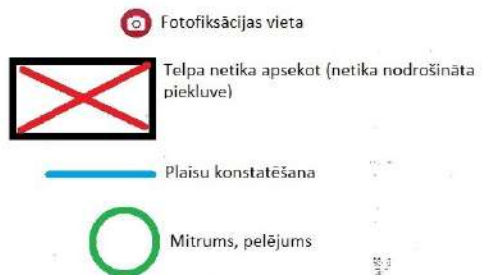 Fotofiksācijas vieta
Telpa netika apsekot (netika nodrošināta
piekluve)
Plaisu konstatēšana
Mitrums, pelējums